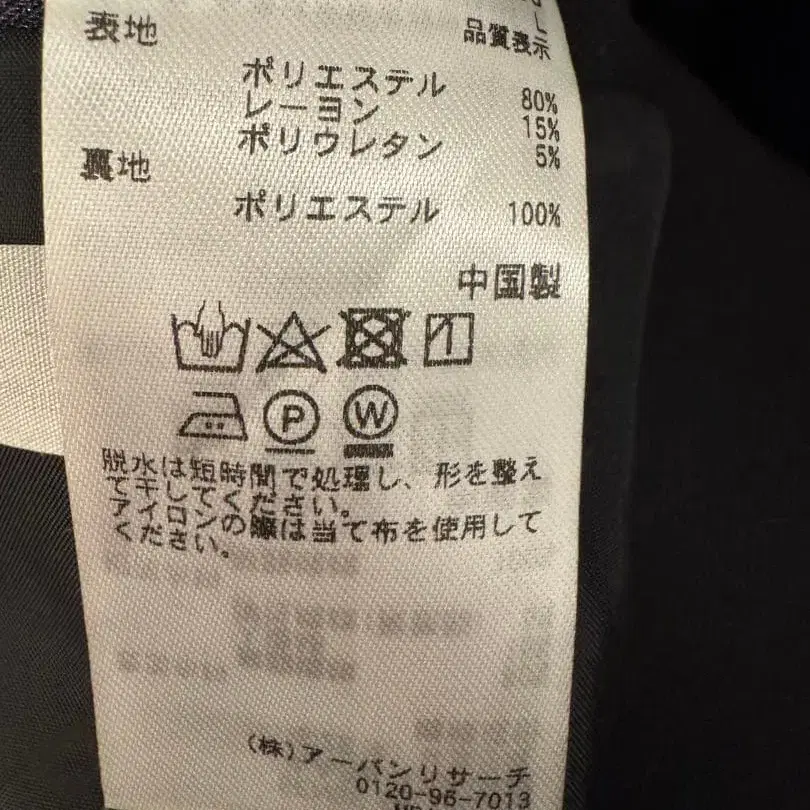 L
品質表示
表地
ポリエステル 80%
レーヨン 15%
ポリウレタン 5%
裏地
ポリエステル 100%
中国製
P W
脱水は短時間で処理し、形を整え
て干してください。
アイロンの際は当て布を使用して
ください。
(株)アーバンリサーチ
0120-96-7013